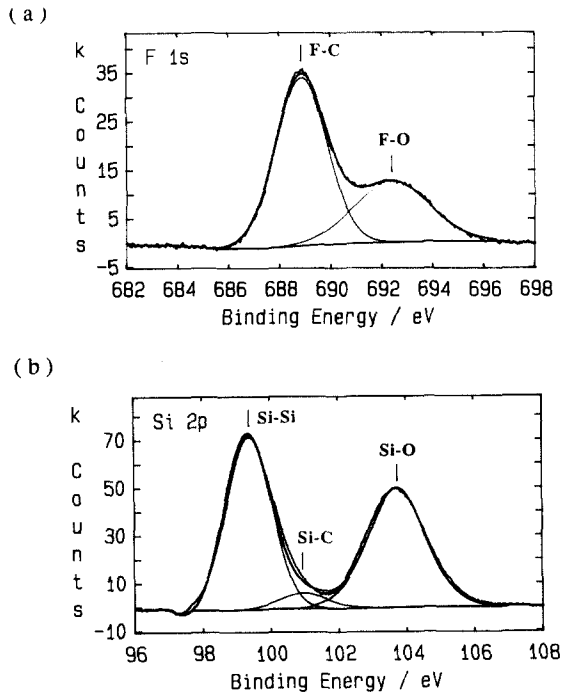 (a)
k Counts
F 1s
F-C
F-O
35
25
15
5
-5
682 684 686 688 690 692 694 696 698
Binding Energy / eV
(b)
k Counts
Si 2p
Si-Si
Si-C
Si-O
70
50
30
10
-10
96 98 100 102 104 106 108
Binding Energy / eV